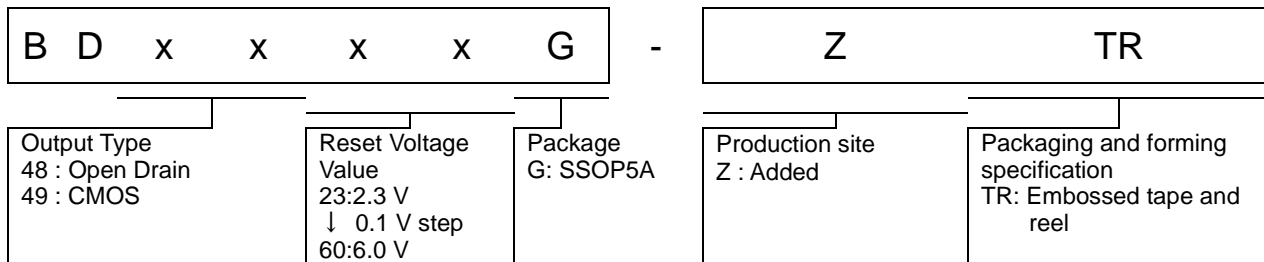 B D x x x x G - Z TR
Output Type
48 : Open Drain
49 : CMOS
Reset Voltage
Value
23:2.3 V
↓ 0.1 V step
60:6.0 V
Package
G: SSOP5A
Production site
Z : Added
Packaging and forming
specification
TR: Embossed tape and
reel